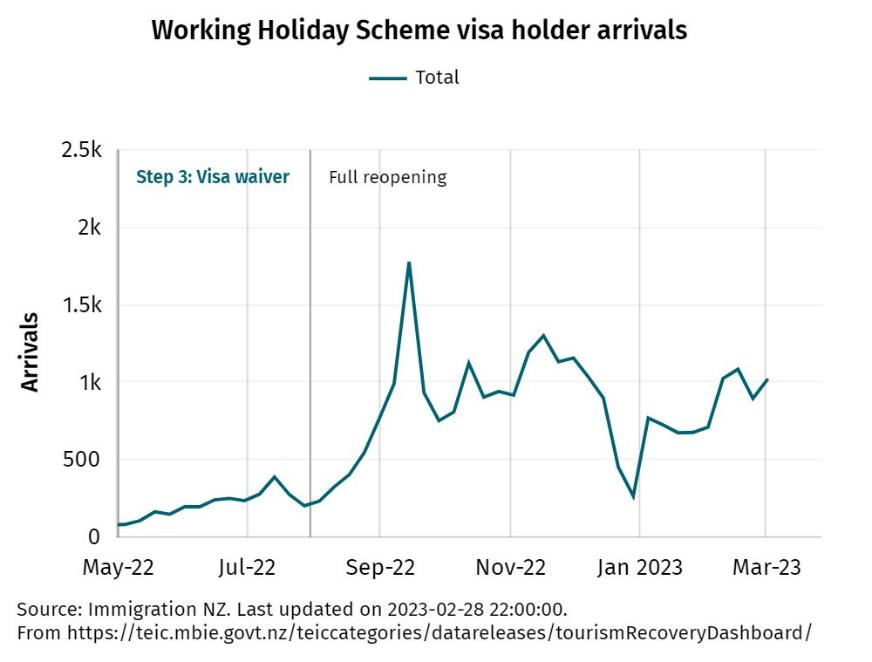 Working Holiday Scheme visa holder arrivals
Total
2.5k
Step 3: Visa waiver
Full reopening
2k
1.5k
Arrivals
1k
500
0
May-22
Jul-22
Sep-22
Nov-22
Jan 2023
Mar-23
Source: Immigration NZ. Last updated on 2023-02-28 22:00:00.
From https://teic.mbie.govt.nz/teiccategories/datareleases/tourismRecoveryDashboard/